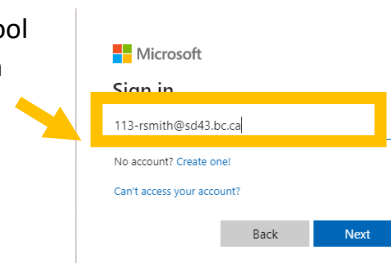 ool
Microsoft
Sign in
113-rsmith@sd43.bc.ca
No account? Create one!
Can't access your account?
Back
Next